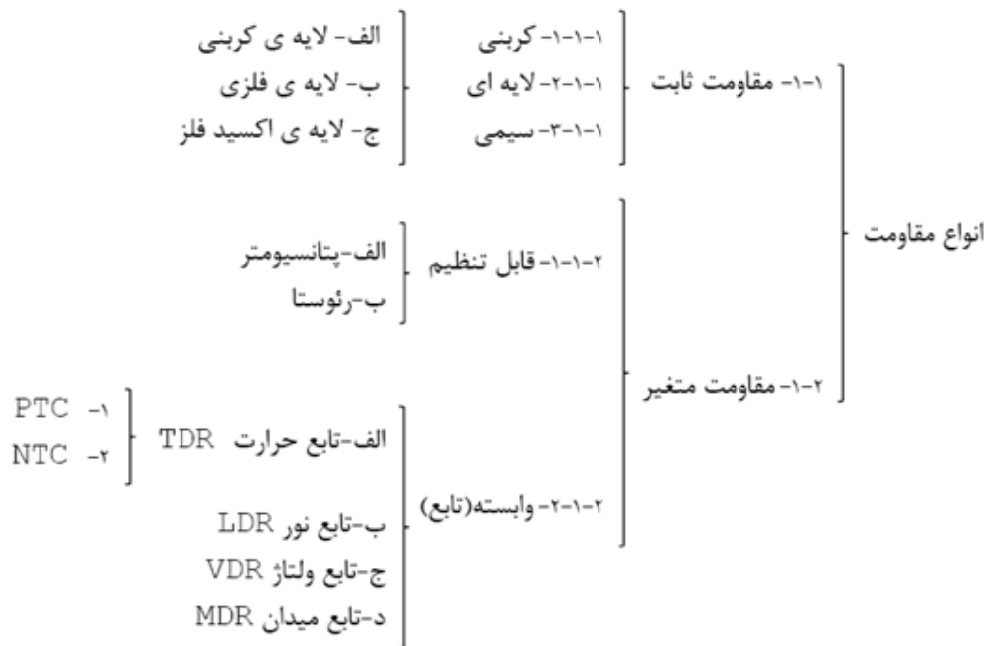 انواع مقاومت
۱-۱- مقاومت ثابت
۱-۱-۱- کربنی
۲-۱-۱- لایه ای
الف- لایه ی کربنی
ب- لایه ی فلزی
ج- لایه ی اکسید فلز
۳-۱-۱- سیمی
۱-۲- مقاومت متغیر
۱-۱-۲- قابل تنظیم
الف-پتانسیومتر
ب-رئوستا
۲-۱-۲- وابسته(تابع)
الف-تابع حرارت TDR
۱- PTC
۲- NTC
ب-تابع نور LDR
ج-تابع ولتاژ VDR
د-تابع میدان MDR